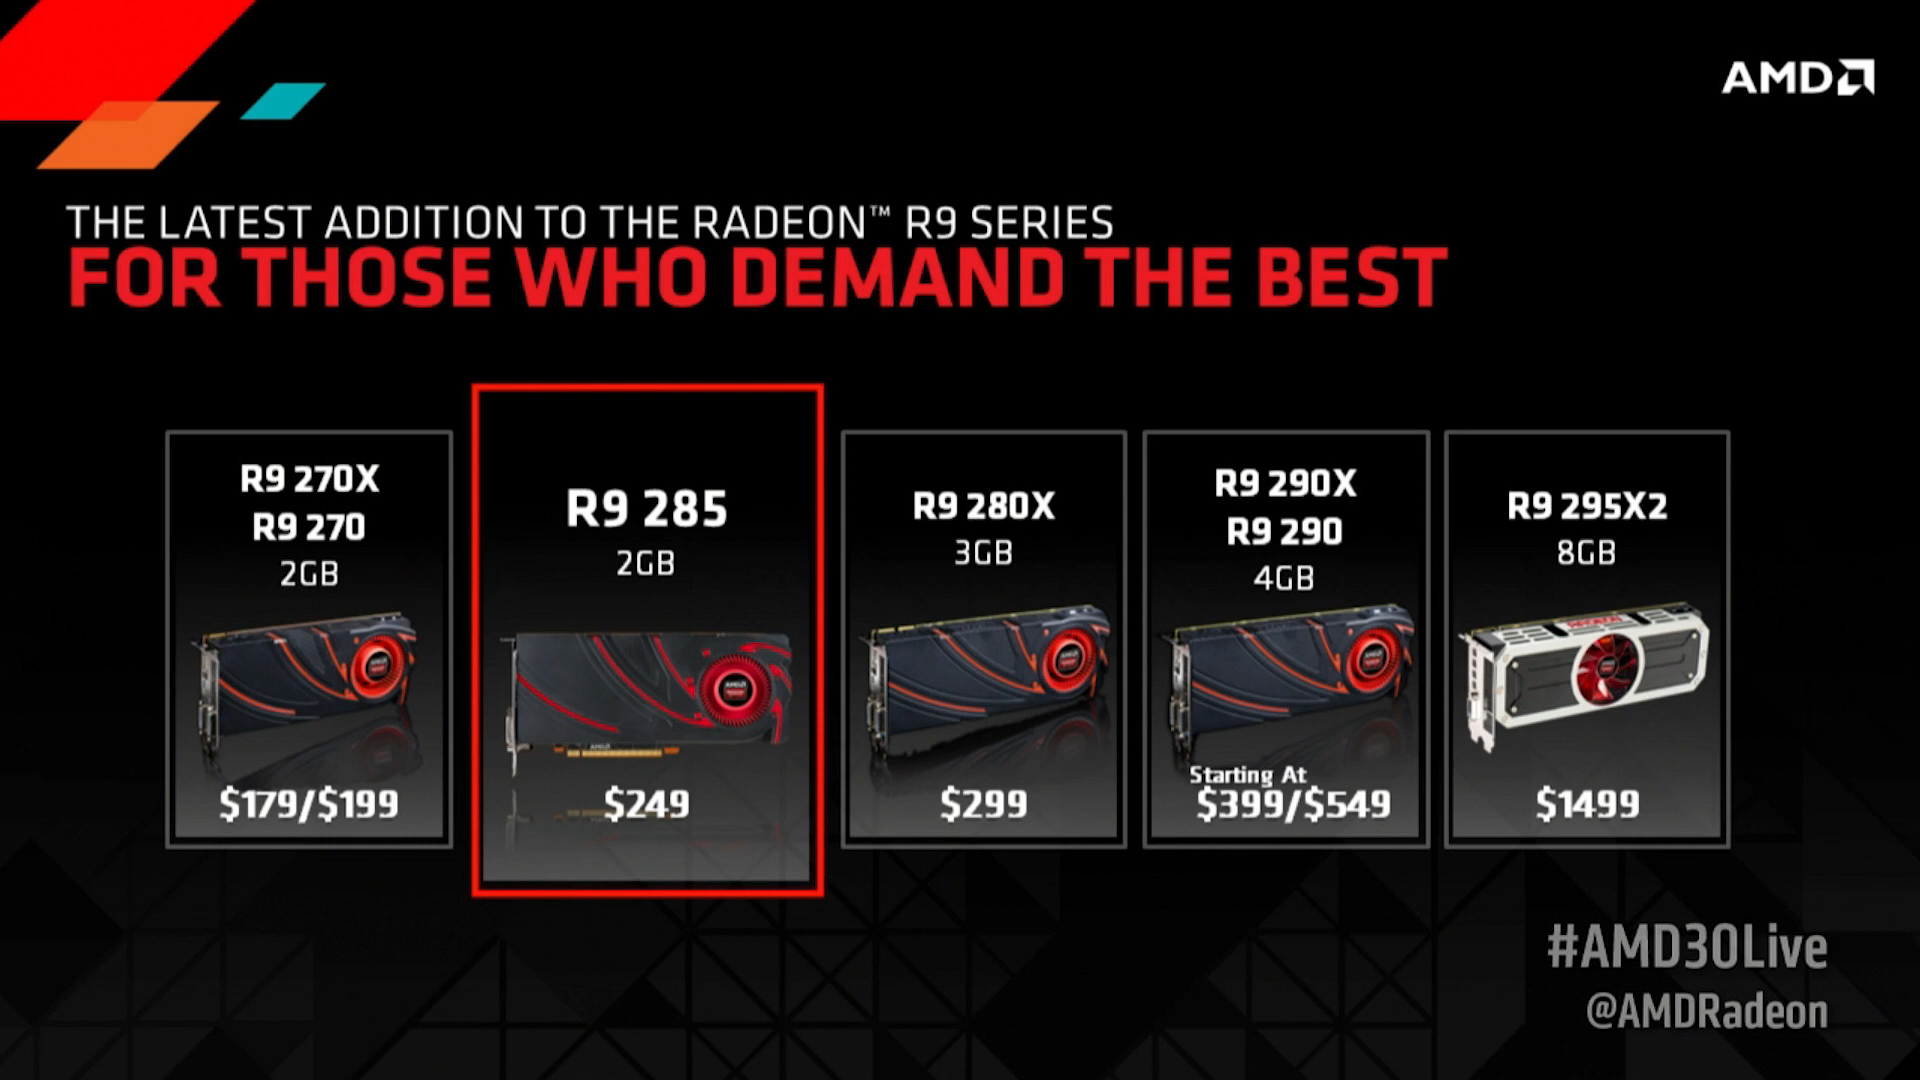 AMD
THE LATEST ADDITION TO THE RADEON™ R9 SERIES
FOR THOSE WHO DEMAND THE BEST
R9 270X
R9 270
2GB
$179/$199
R9 285
2GB
AMD
$249
R9 280X
3GB
$299
R9 290X
R9 290
4GB
Starting At
$399/$549
R9 295X2
8GB
RADEON
$1499
#AMD30Live
@AMDRadeon